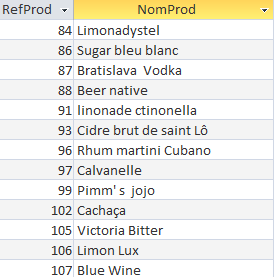 RefProd NomProd
84 Limonadystel
86 Sugar bleu blanc
87 Bratislava  Vodka
88 Beer native
91 linonade ctinonella
93 Cidre brut de saint Lô
96 Rhum martini Cubano
97 Calvanelle
99 Pimm' s  jojo
102 Cachaça
105 Victoria Bitter
106 Limon Lux
107 Blue Wine